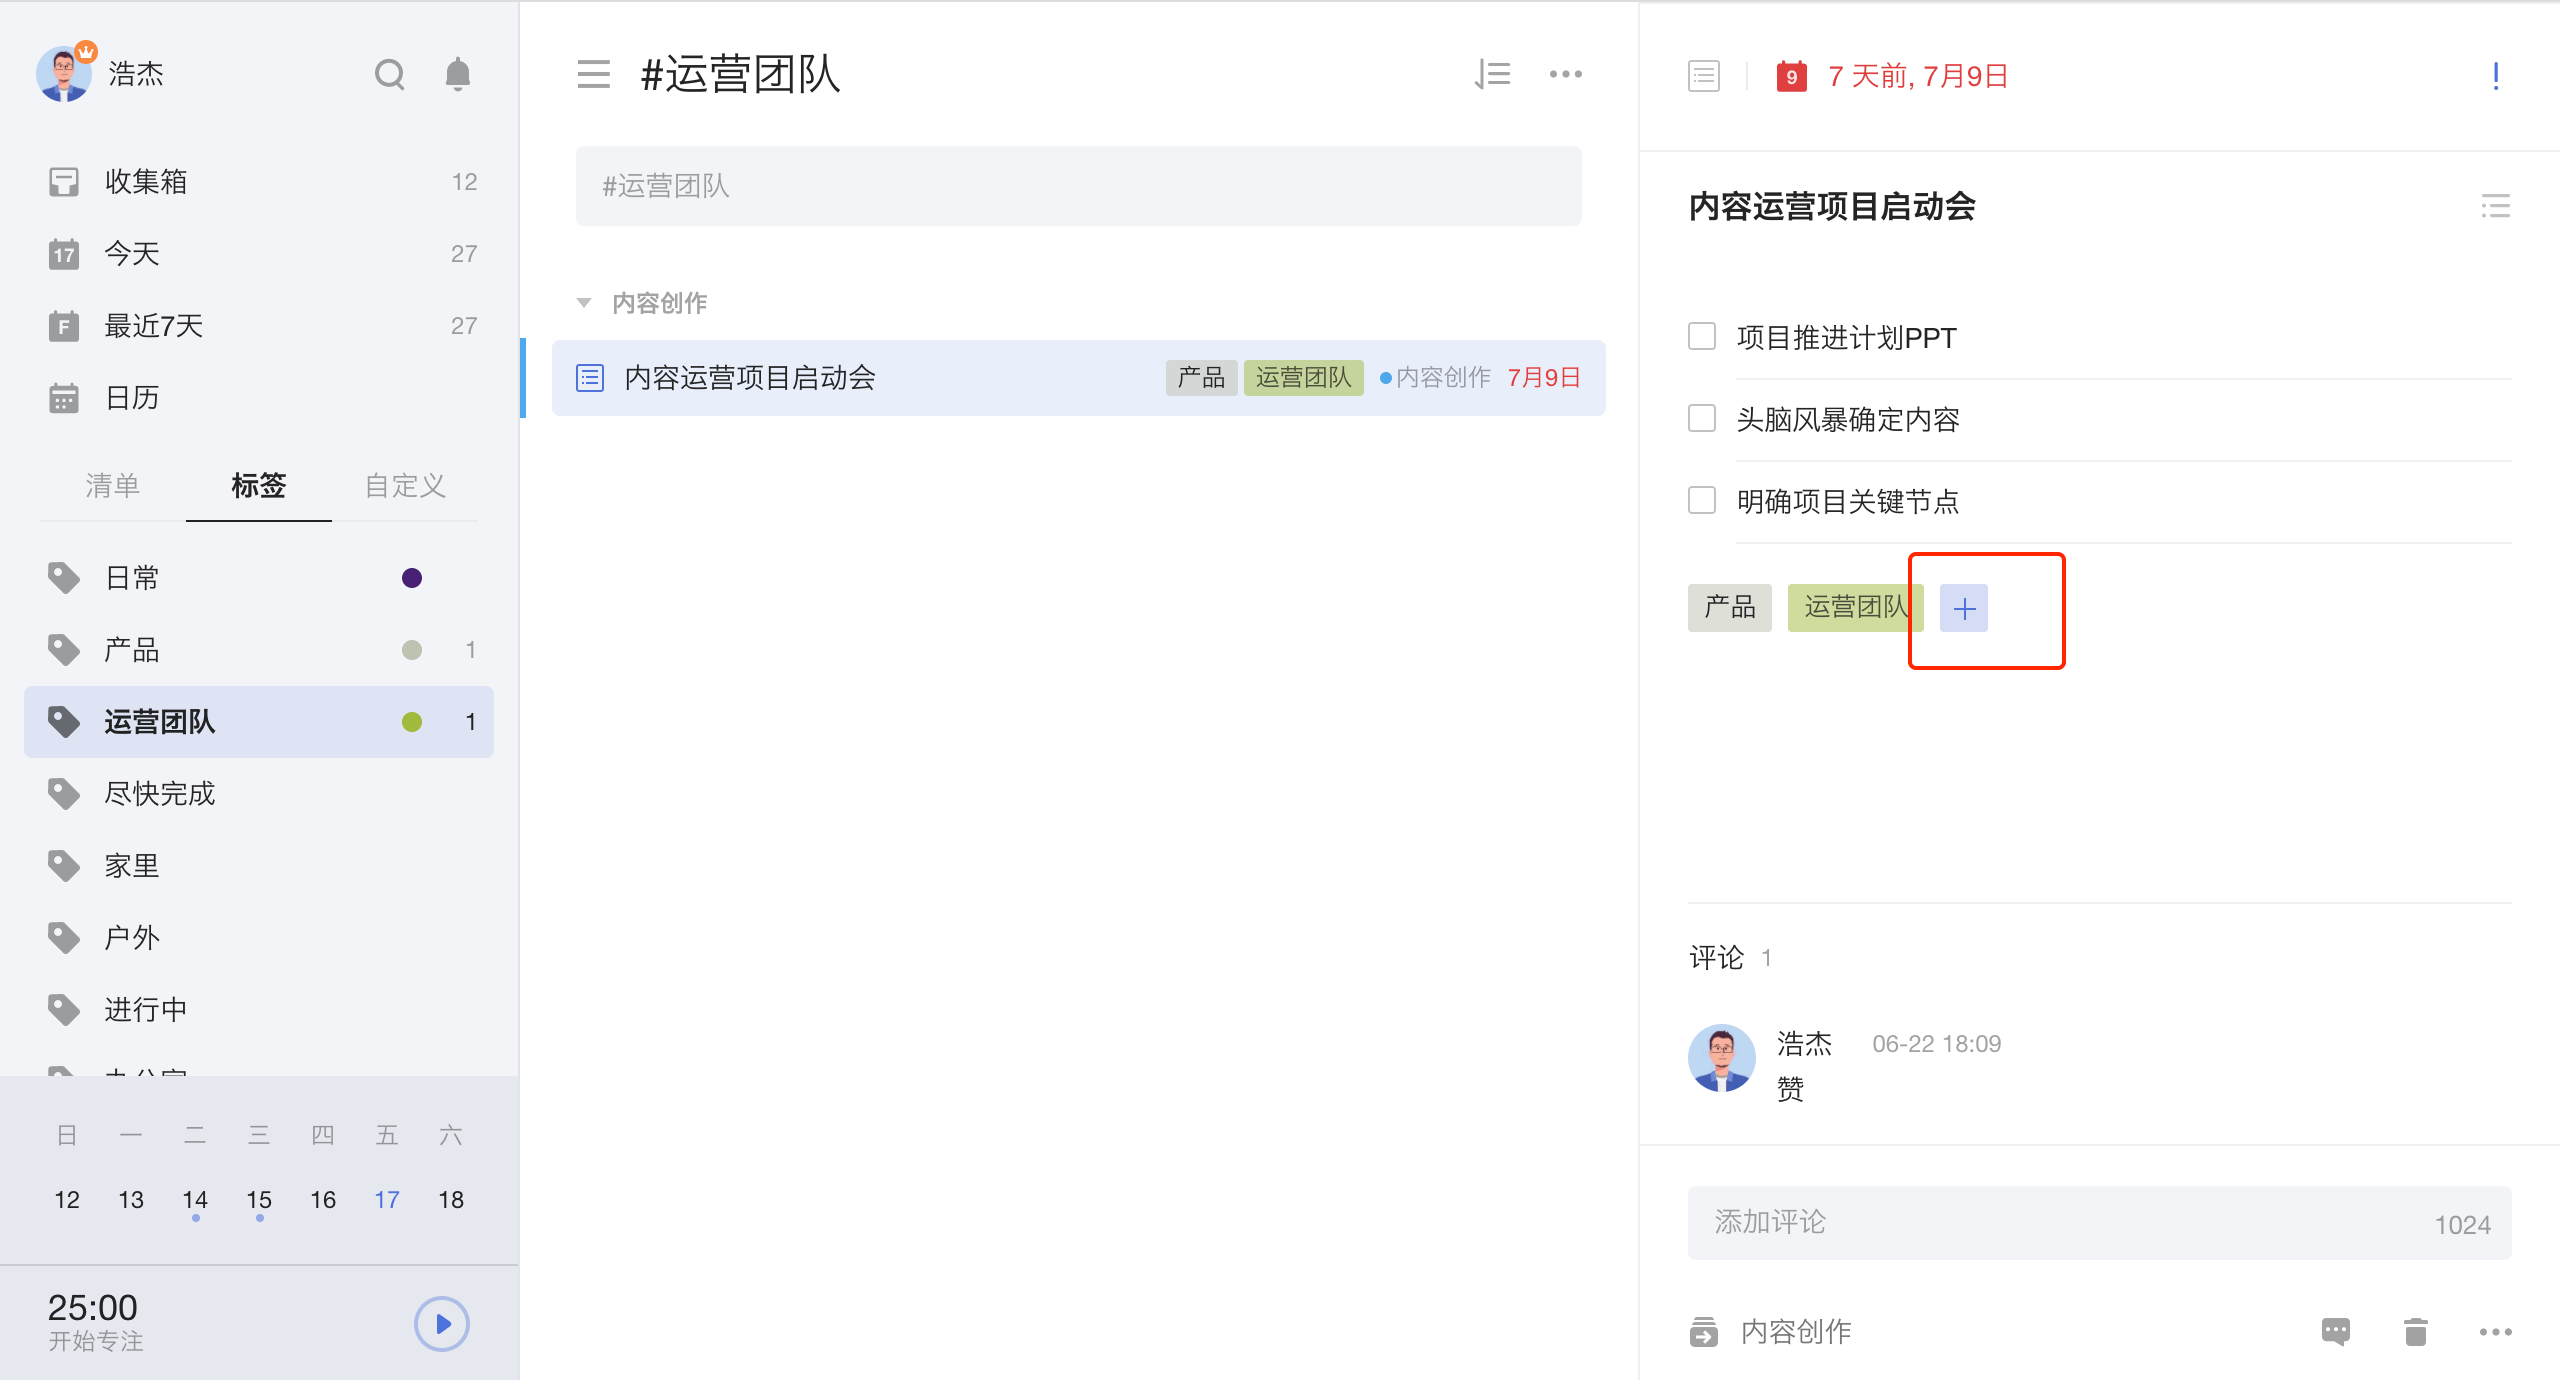 浩杰
收集箱 12
17 今天 27
F 最近7天 27
日历
清单 标签 自定义
日常
产品 1
运营团队 1
尽快完成
家里
户外
进行中
办公室
日 一 二 三 四 五 六
12 13 14 15 16 17 18
25:00
开始专注
#运营团队
#运营团队
内容创作
内容运营项目启动会 产品 运营团队 内容创作 7月9日
9 7 天前, 7月9日
内容运营项目启动会
项目推进计划PPT
头脑风暴确定内容
明确项目关键节点
产品 运营团队
评论 1
浩杰 06-22 18:09
赞
添加评论 1024
内容创作